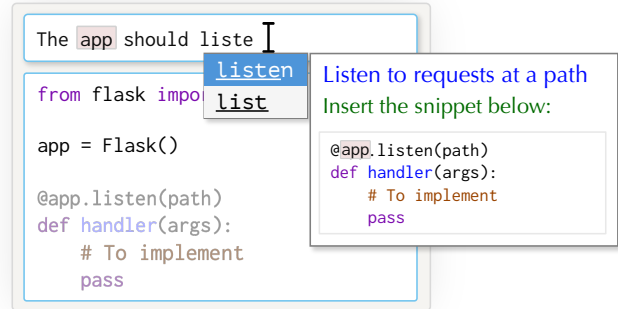 The app should liste
listen
list
from flask impor
app = Flask()
@app.listen(path)
def handler(args):
# To implement
pass
Listen to requests at a path
Insert the snippet below:
@app.listen(path)
def handler(args):
# To implement
pass